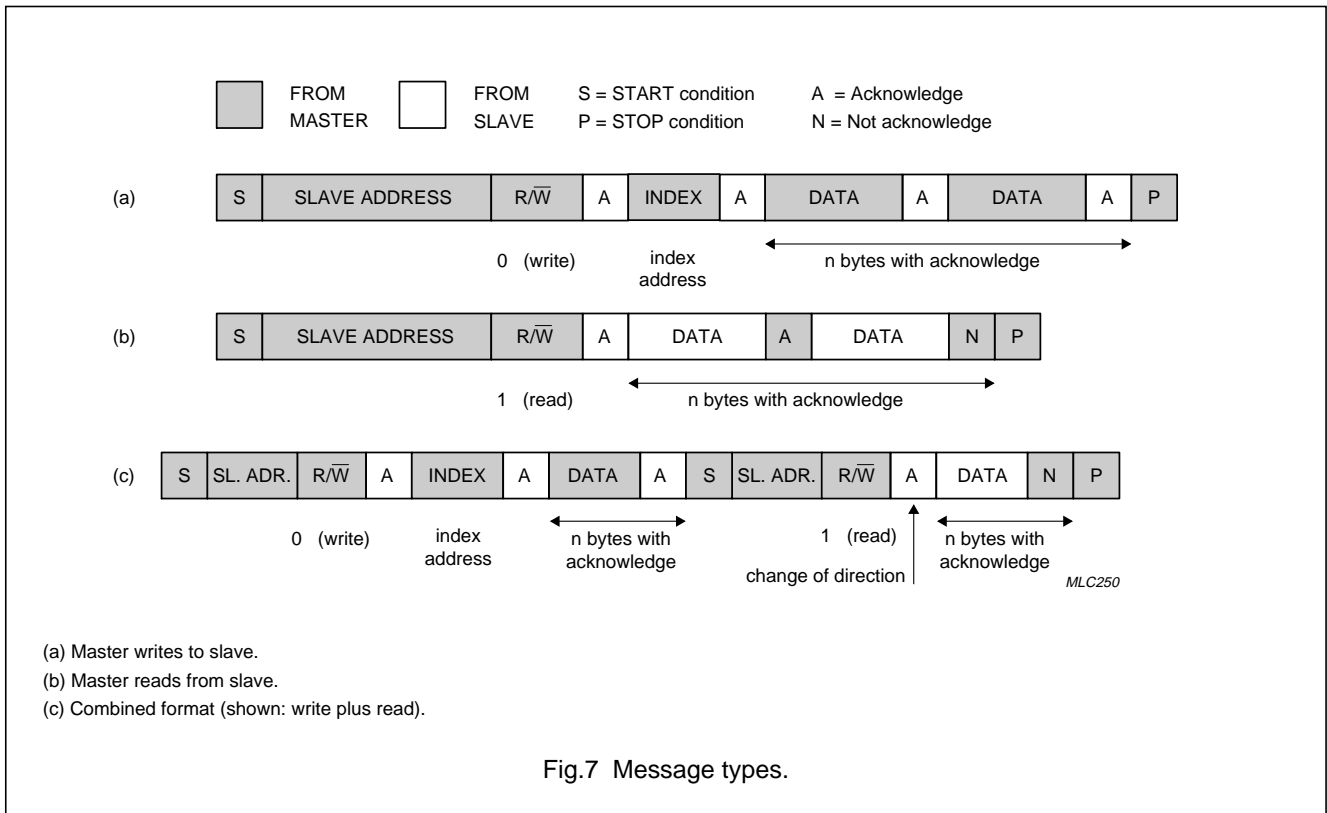 FROM MASTER
FROM SLAVE
S = START condition
P = STOP condition
A = Acknowledge
N = Not acknowledge
(a) S SLAVE ADDRESS R/W̅ A INDEX A DATA A DATA A P
0 (write) index address n bytes with acknowledge
(b) S SLAVE ADDRESS R/W̅ A DATA A DATA N P
1 (read) n bytes with acknowledge
(c) S SL. ADR. R/W̅ A INDEX A DATA A S SL. ADR. R/W̅ A DATA N P
0 (write) index address n bytes with acknowledge 1 (read) n bytes with acknowledge
change of direction
MLC250
(a) Master writes to slave.
(b) Master reads from slave.
(c) Combined format (shown: write plus read).
Fig.7 Message types.